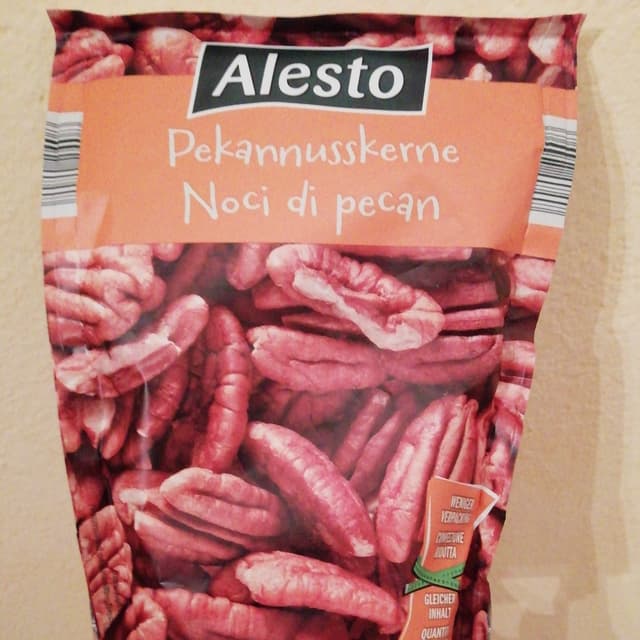 Alesto
Pekannusskerne
Noci di pecan
WENIGER
VERPACKUNG
CONFEZIONE
RIDOTTA
GLEICHER
INHALT